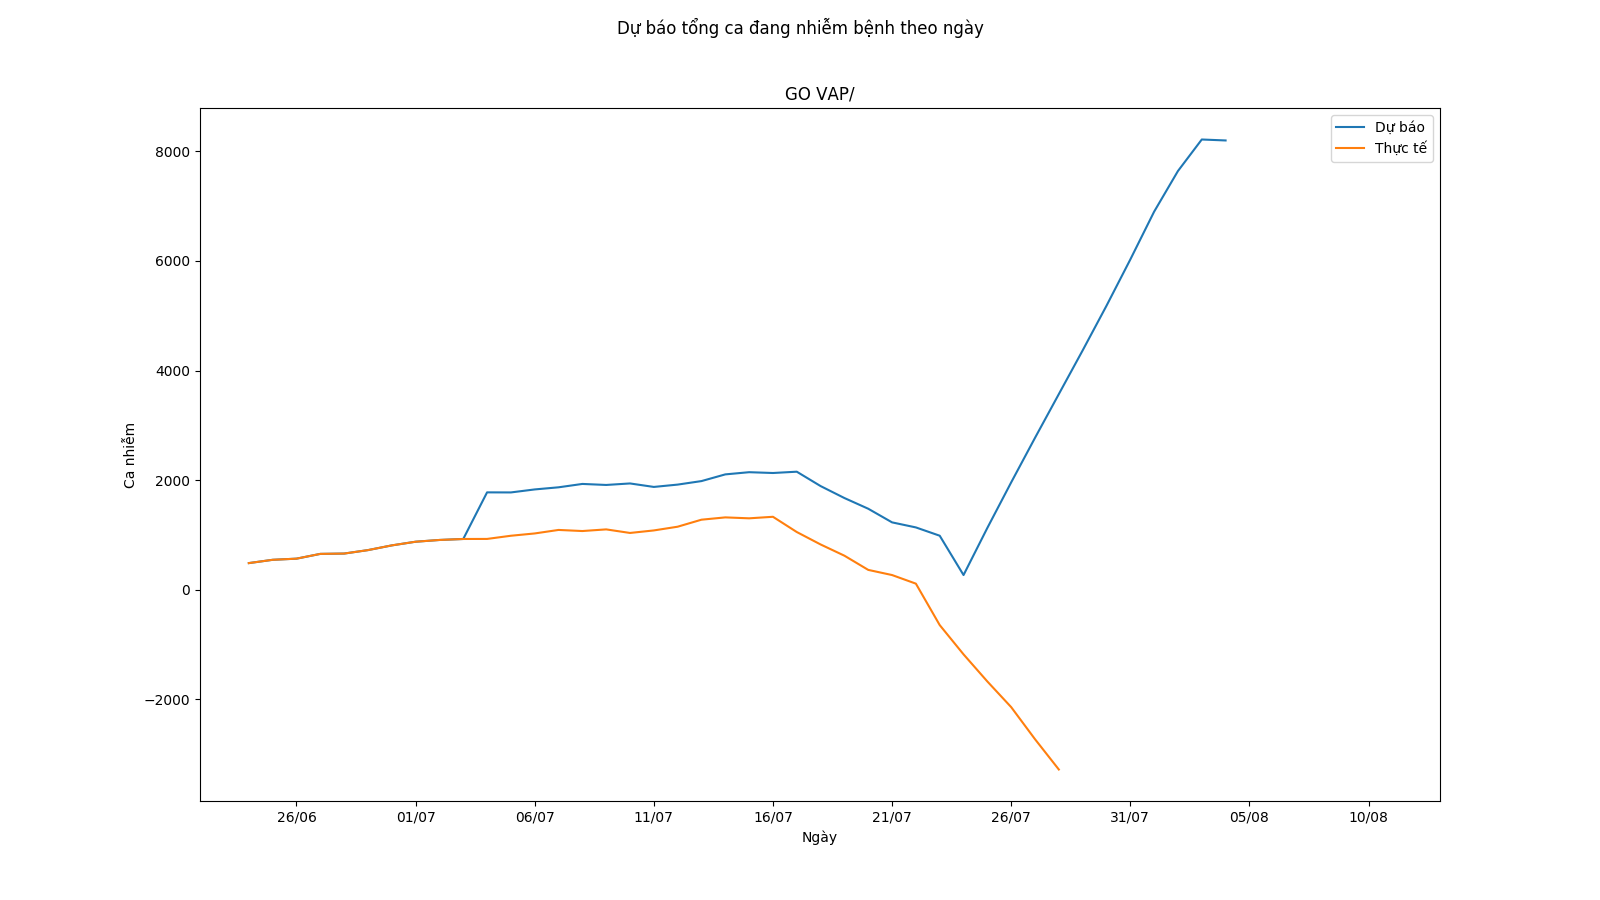 Dự báo tổng ca đang nhiễm bệnh theo ngày
GO VAP/
Dự báo
Thực tế
8000
6000
4000
2000
0
−2000
Ca nhiễm
26/06
01/07
06/07
11/07
16/07
21/07
26/07
31/07
05/08
10/08
Ngày